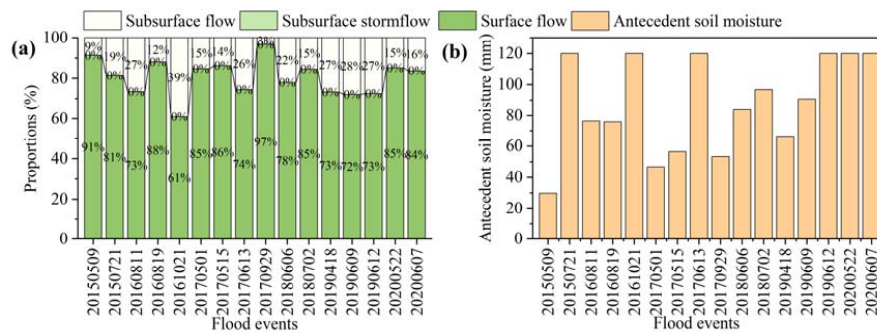 Subsurface flow Subsurface stormflow Surface flow Antecedent soil moisture
(a)
Proportions (%)
100
80
60
40
20
0
9% 19% 27% 12% 39% 15% 14% 26% 3% 22% 15% 27% 28% 27% 15% 16%
0% 0% 0% 0% 0% 0% 0% 0% 0% 0% 0% 0% 0% 0% 0% 0%
91% 81% 73% 88% 61% 85% 86% 74% 97% 78% 85% 73% 72% 73% 85% 84%
20150509 20150721 20160811 20160819 20161021 20170501 20170515 20170613 20170929 20180606 20180702 20190418 20190609 20190612 20200522 20200607
Flood events
(b)
Antecedent soil moisture (mm)
120
100
80
60
40
20
0
20150509 20150721 20160811 20160819 20161021 20170501 20170515 20170613 20170929 20180606 20180702 20190418 20190609 20190612 20200522 20200607
Flood events